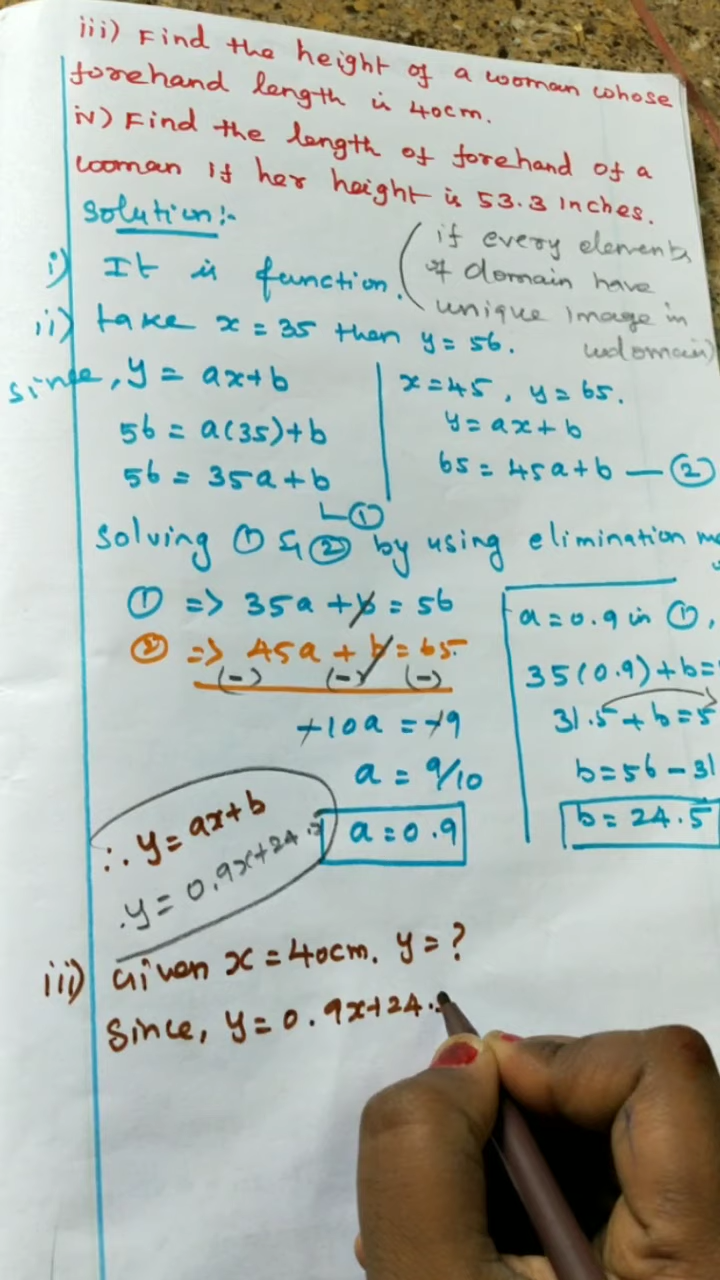 iii) Find the height of a woman whose
forehand length is 40cm.
iv) Find the length of forehand of a
woman if her height is 53.3 inches.
Solution:-
i) It is function. (if every elements
of domain have
unique image in
codomain)
ii) take x = 35 then y = 56.
since, y = ax+b
56 = a(35)+b
56 = 35a+b
①
x=45, y=65.
y=ax+b
65=45a+b — ②
Solving ① & ② by using elimination
① => 35a + b = 56
② => 45a + b = 65
(-) (-) (-)
-10a = -9
a = 9/10
a = 0.9
a=0.9 in ①,
35(0.9)+b=
31.5+b=5
b=56-31
b=24.5
∴ y=ax+b
y=0.9x+24.
iii) Given x=40cm. y=?
Since, y=0.9x+24.